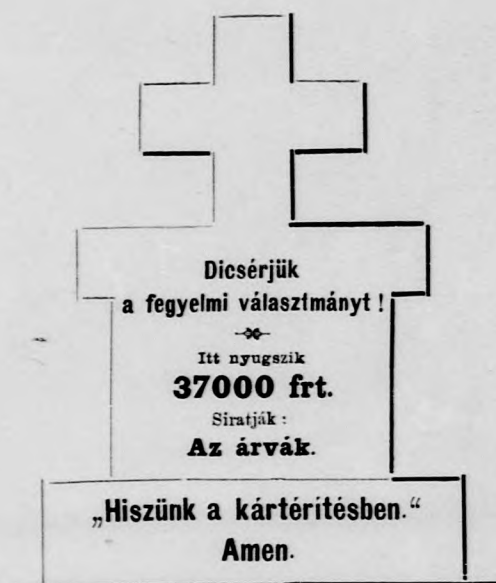 Dicsérjük
a fegyelmi választmányt!
Itt nyugszik
37000 frt.
Siratják:
Az árvák.
„Hiszünk a kártérítésben.“
Amen.